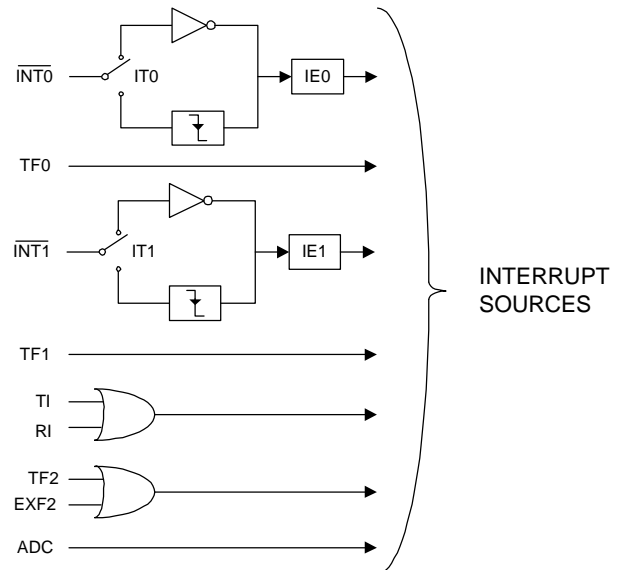 INT0
IT0
IE0
TF0
INT1
IT1
IE1
INTERRUPT
SOURCES
TF1
TI
RI
TF2
EXF2
ADC